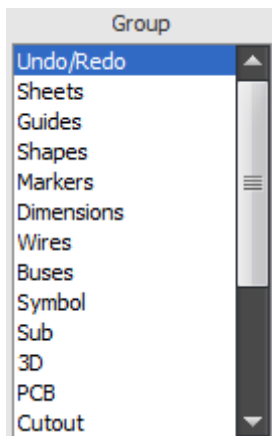 Group
Undo/Redo
Sheets
Guides
Shapes
Markers
Dimensions
Wires
Buses
Symbol
Sub
3D
PCB
Cutout